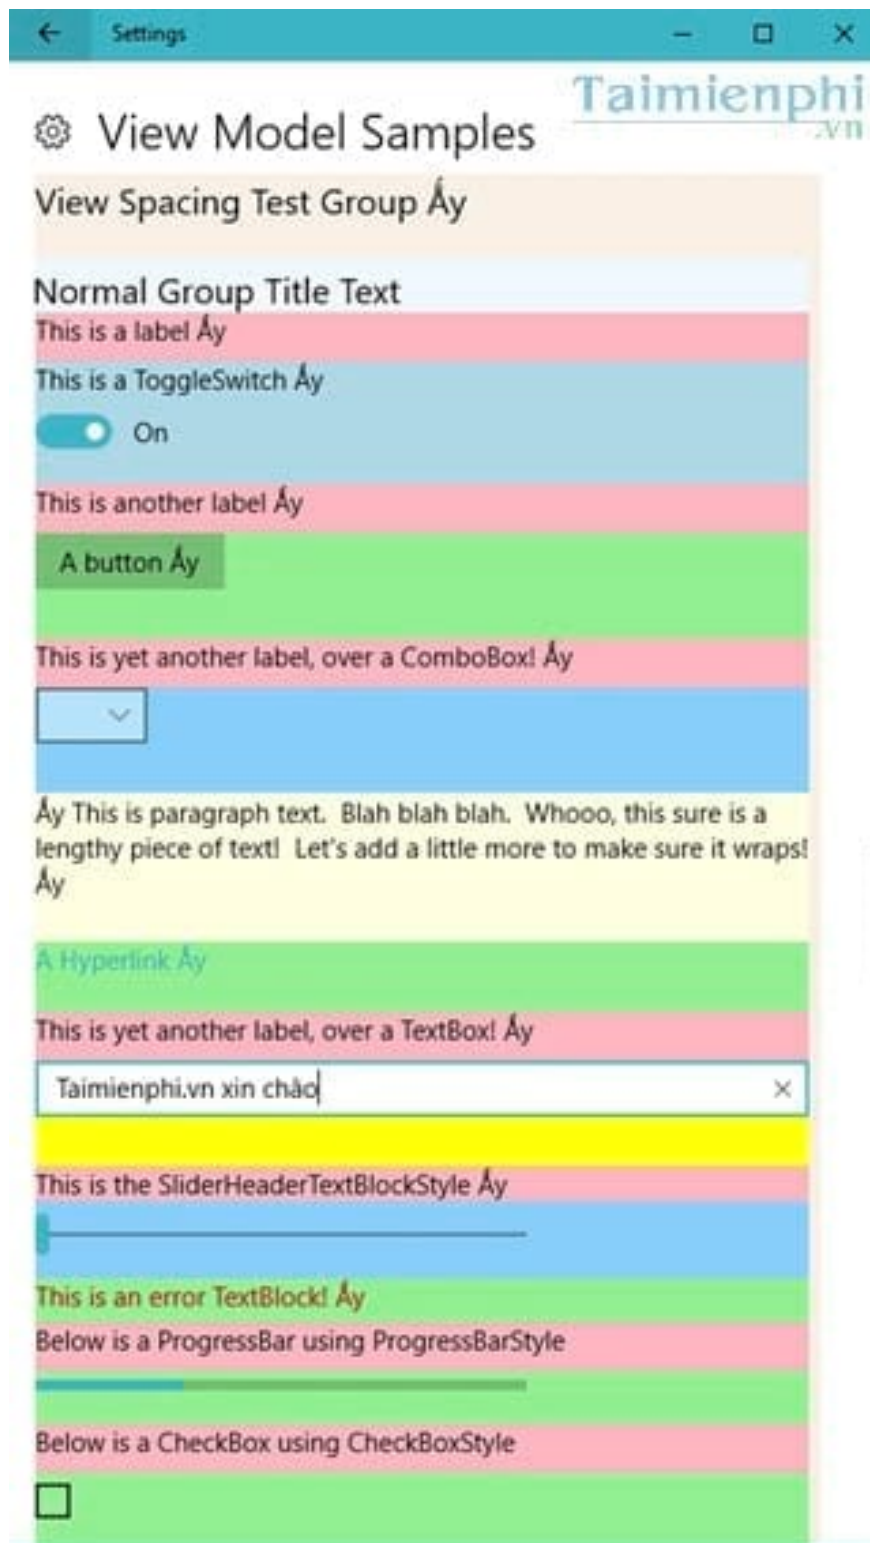 Settings
Taimienphi
.vn
View Model Samples
View Spacing Test Group Ấy
Normal Group Title Text
This is a label Åy
This is a ToggleSwitch Åy
On
This is another label Åy
A button Åy
This is yet another label, over a ComboBox! Åy
Åy This is paragraph text.  Blah blah blah.  Whooo, this sure is a
lengthy piece of text!  Let's add a little more to make sure it wraps!
Åy
A Hyperlink Åy
This is yet another label, over a TextBox! Åy
Taimienphi.vn xin chào
This is the SliderHeaderTextBlockStyle Åy
This is an error TextBlock! Åy
Below is a ProgressBar using ProgressBarStyle
Below is a CheckBox using CheckBoxStyle